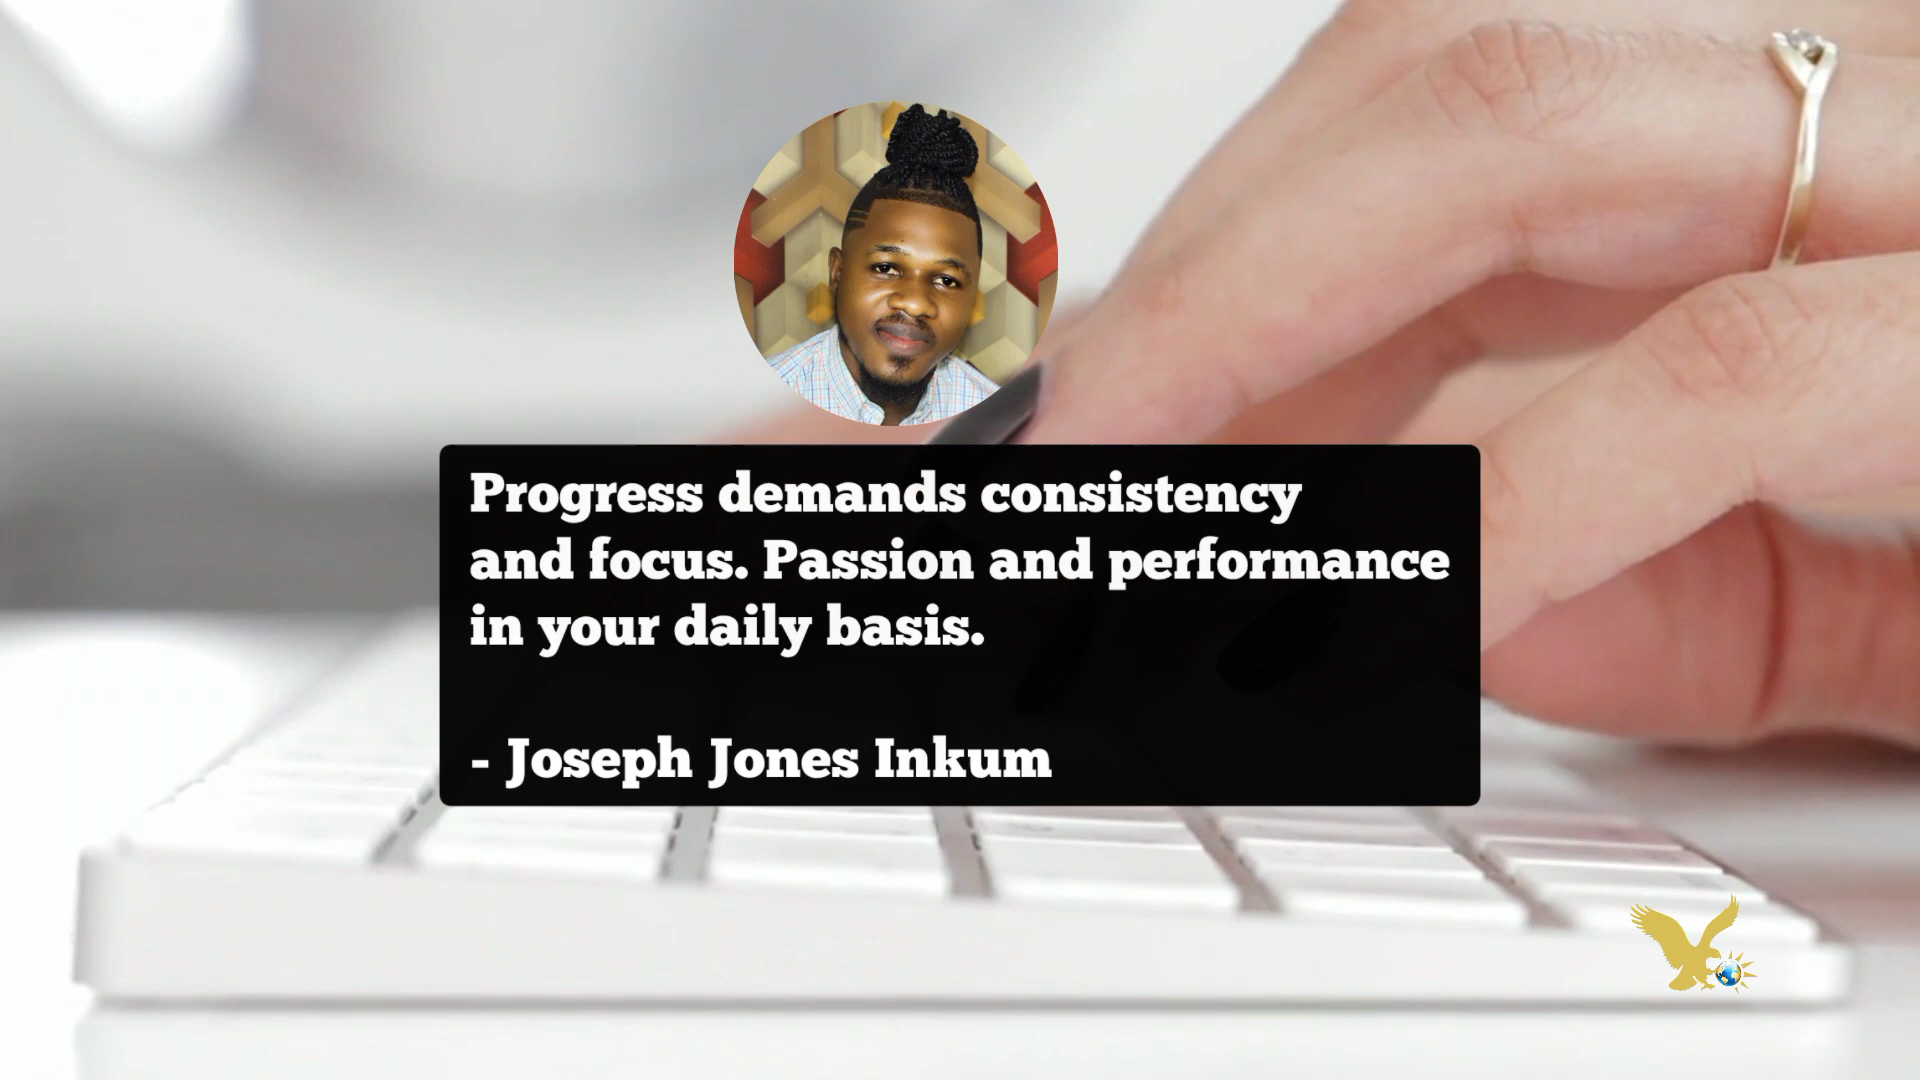 Progress demands consistency
and focus. Passion and performance
in your daily basis.
- Joseph Jones Inkum